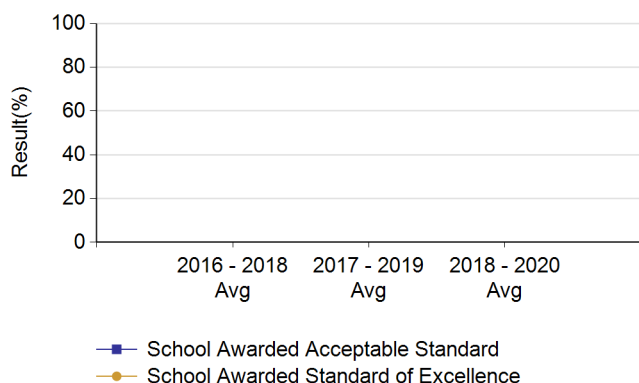 Result(%)
100
80
60
40
20
0
2016 - 2018 Avg
2017 - 2019 Avg
2018 - 2020 Avg
School Awarded Acceptable Standard
School Awarded Standard of Excellence